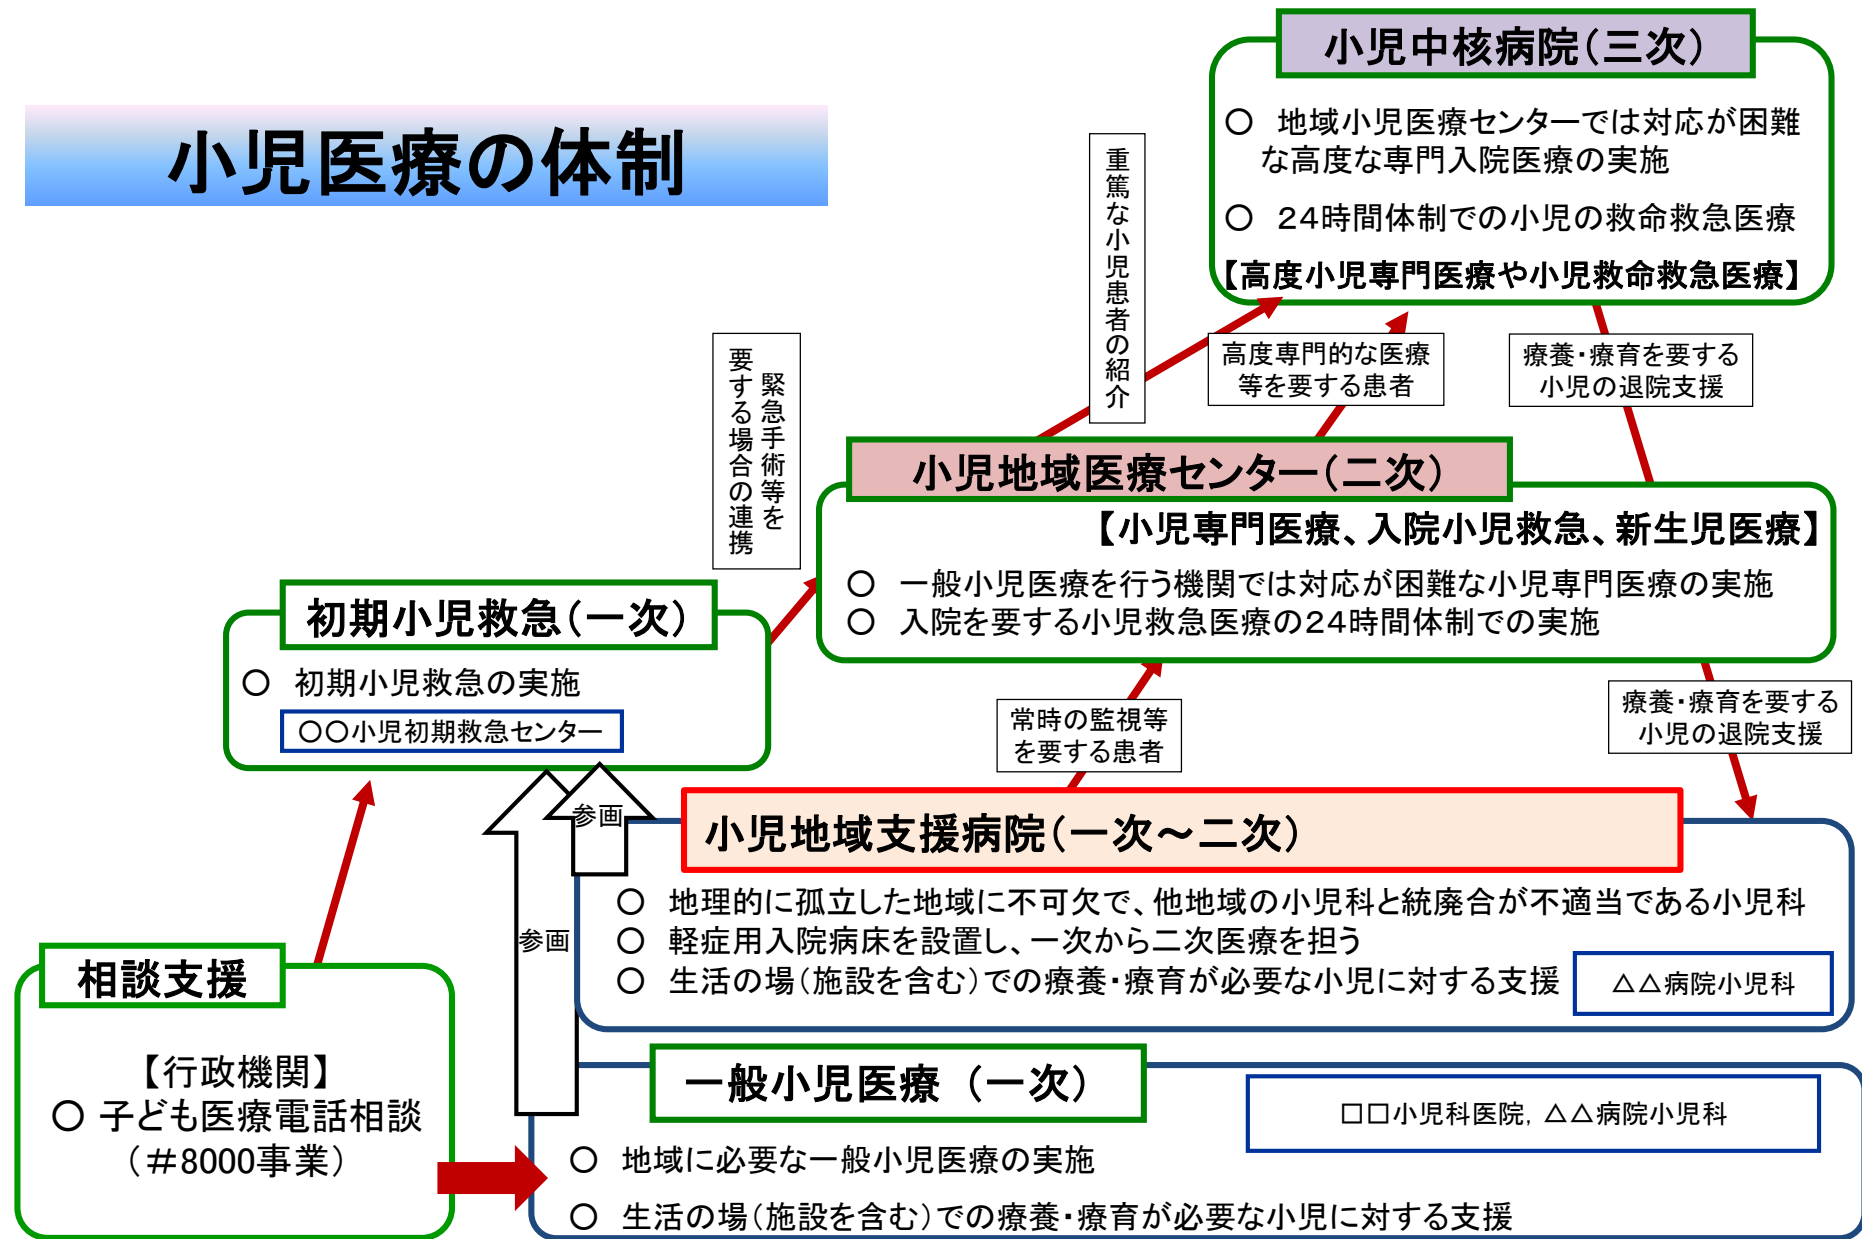 小児医療の体制
小児中核病院（三次）
○ 地域小児医療センターでは対応が困難
な高度な専門入院医療の実施
○ 24時間体制での小児の救命救急医療
【高度小児専門医療や小児救命救急医療】
重篤な小児患者の紹介
高度専門的な医療
等を要する患者
療養・療育を要する
小児の退院支援
緊急手術等を
要する場合の連携
小児地域医療センター（二次）
【小児専門医療、入院小児救急、新生児医療】
○ 一般小児医療を行う機関では対応が困難な小児専門医療の実施
○ 入院を要する小児救急医療の24時間体制での実施
初期小児救急（一次）
○ 初期小児救急の実施
○○小児初期救急センター
常時の監視等
を要する患者
療養・療育を要する
小児の退院支援
参画
小児地域支援病院（一次～二次）
○ 地理的に孤立した地域に不可欠で、他地域の小児科と統廃合が不適当である小児科
○ 軽症用入院病床を設置し、一次から二次医療を担う
○ 生活の場（施設を含む）での療養・療育が必要な小児に対する支援
△△病院小児科
参画
相談支援
【行政機関】
○ 子ども医療電話相談
（＃8000事業）
一般小児医療 （一次）
□□小児科医院, △△病院小児科
○ 地域に必要な一般小児医療の実施
○ 生活の場（施設を含む）での療養・療育が必要な小児に対する支援